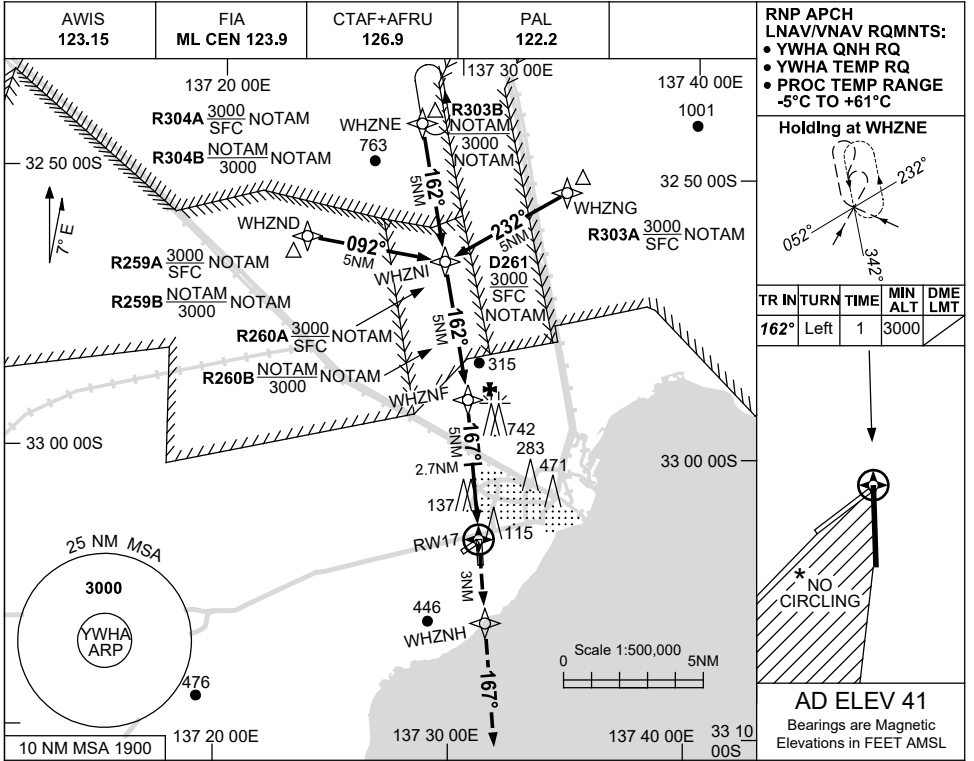 AWIS
123.15
FIA
ML CEN 123.9
CTAF+AFRU
126.9
PAL
122.2
RNP APCH
LNAV/VNAV RQMNTS:
• YWHA QNH RQ
• YWHA TEMP RQ
• PROC TEMP RANGE
-5°C TO +61°C
137 20 00E
137 30 00E
137 40 00E
R304A 3000/SFC NOTAM
R304B NOTAM/3000 NOTAM
WHZNE
763
R303B
NOTAM
3000
NOTAM
1001
32 50 00S
32 50 00S
7° E
162°
5NM
WHZND
092°
5NM
WHZNI
232°
5NM
WHZNG
R303A 3000/SFC NOTAM
D261
3000
SFC
NOTAM
R259A 3000/SFC NOTAM
R259B NOTAM/3000 NOTAM
R260A 3000/SFC NOTAM
R260B NOTAM/3000 NOTAM
162°
5NM
315
WHZNF
742
33 00 00S
33 00 00S
167°
5NM
2.7NM
283
471
137
115
RW17
3NM
446
WHZNH
167°
25 NM MSA
3000
YWHA
ARP
476
Scale 1:500,000
0
5NM
10 NM MSA 1900
137 20 00E
137 30 00E
137 40 00E
33 10
00S
Holding at WHZNE
232°
052°
342°
TR IN TURN TIME MIN ALT DME LMT
162° Left 1 3000
*NO
CIRCLING
AD ELEV 41
Bearings are Magnetic
Elevations in FEET AMSL